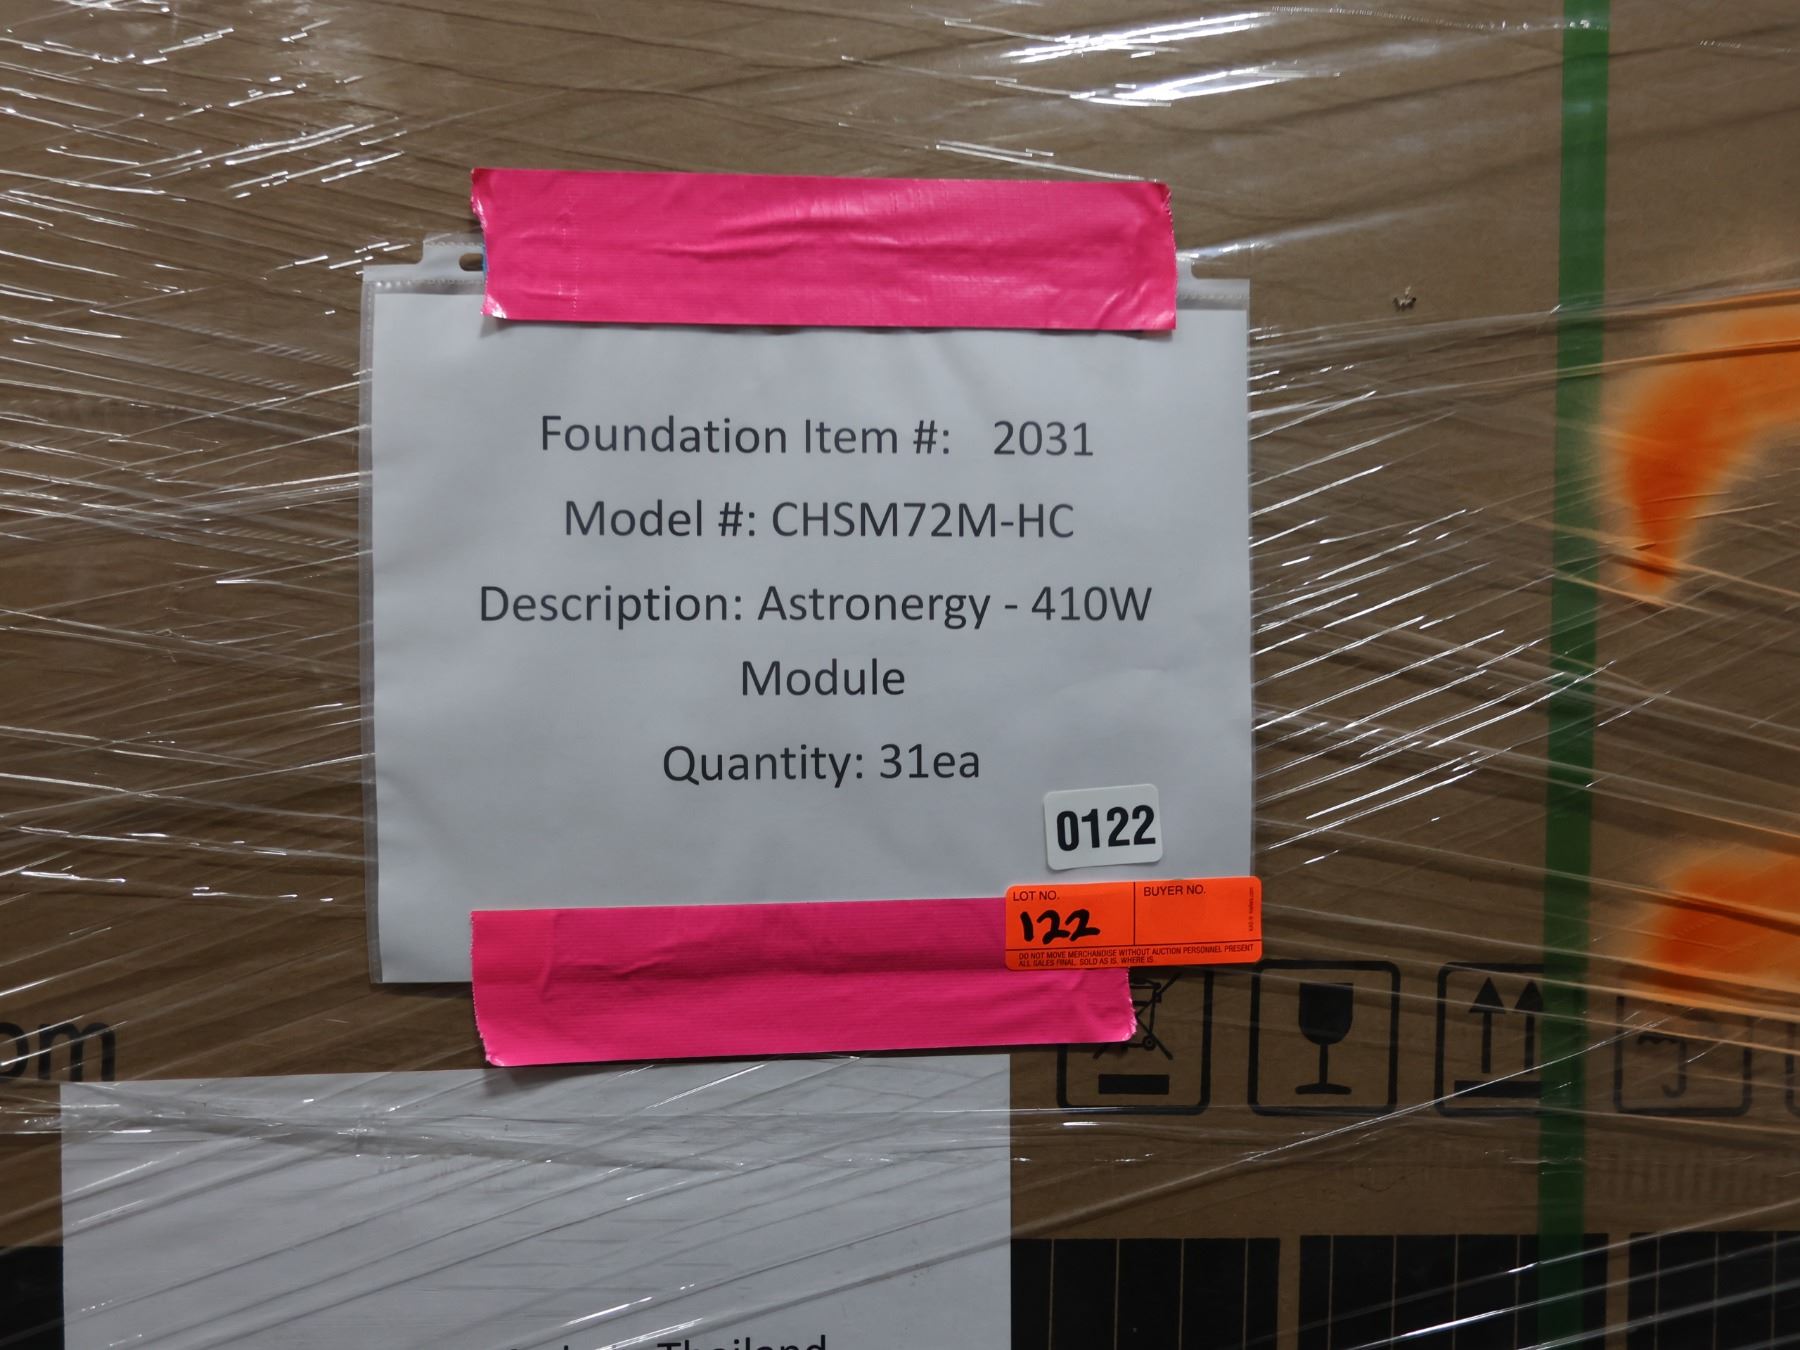 Foundation Item #: 2031
Model #: CHSM72M-HC
Description: Astronergy - 410W
Module
Quantity: 31ea
0122
LOT NO.
122
BUYER NO.
DO NOT MOVE MERCHANDISE WITHOUT AUCTION PERSONNEL PRESENT
ALL SALES FINAL. SOLD AS IS. WHERE IS.
om
Thailand